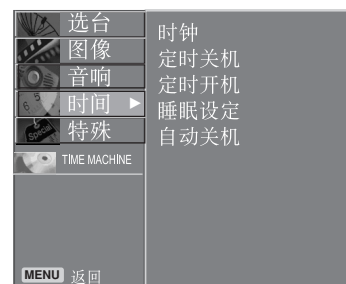 选台
图像
音响
时间
特殊
Special
TIME MACHINE
MENU 返回
时钟
定时关机
定时开机
睡眠设定
自动关机